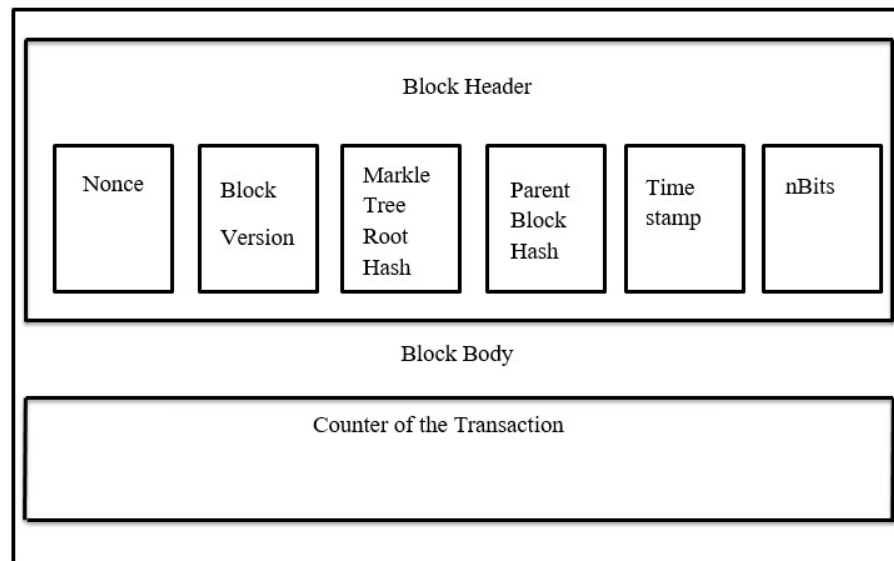 Block Header
Nonce
Block
Version
Markle
Tree
Root
Hash
Parent
Block
Hash
Time
stamp
nBits
Block Body
Counter of the Transaction